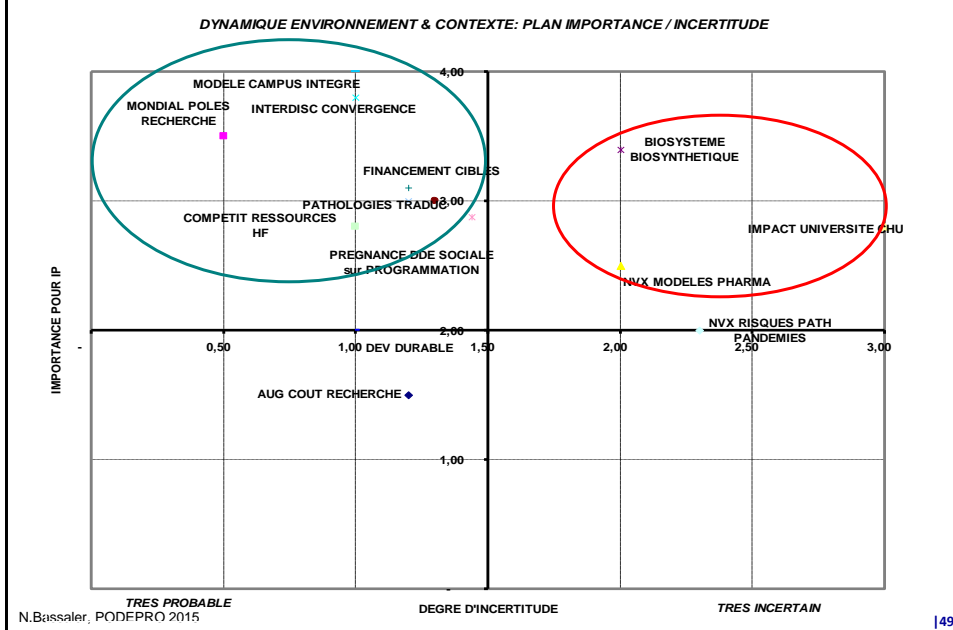 DYNAMIQUE ENVIRONNEMENT & CONTEXTE: PLAN IMPORTANCE / INCERTITUDE
4,00
MODELE CAMPUS INTEGRE
MONDIAL POLES
RECHERCHE
INTERDISC CONVERGENCE
BIOSYSTEME
BIOSYNTHETIQUE
FINANCEMENT CIBLES
3,00
PATHOLOGIES TRADUC
COMPETIT RESSOURCES
HF
IMPACT UNIVERSITE CHU
PREGNANCE DDE SOCIALE
sur PROGRAMMATION
NVX MODELES PHARMA
IMPORTANCE POUR IP
2,00
NVX RISQUES PATH
PANDEMIES
-
0,50
1,00
DEV DURABLE
1,50
2,00
2,50
3,00
AUG COUT RECHERCHE
1,00
-
TRES PROBABLE
DEGRE D'INCERTITUDE
TRES INCERTAIN
N.Bassaler, PODEPRO 2015
|49